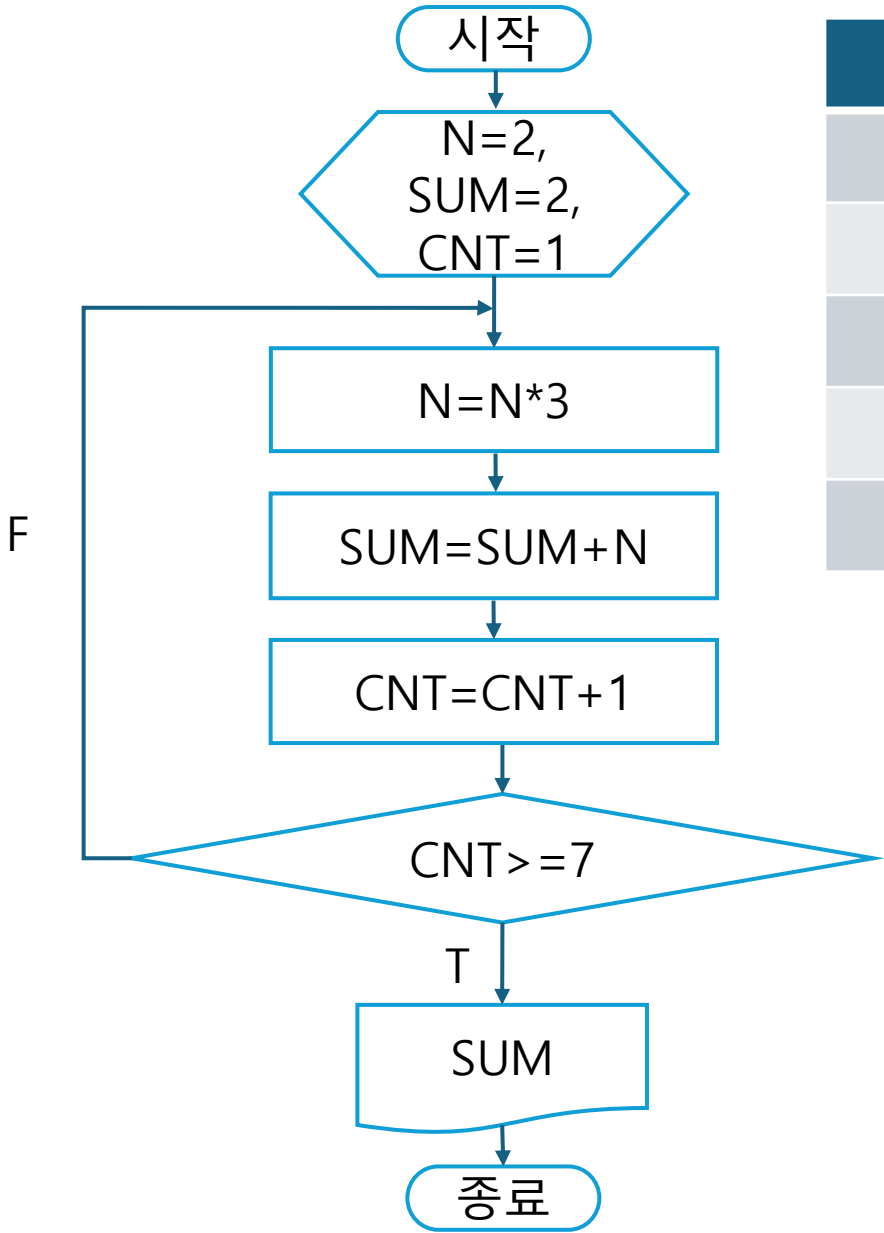 시작
N=2,
SUM=2,
CNT=1
N=N*3
SUM=SUM+N
F
CNT=CNT+1
CNT>=7
T
SUM
종료